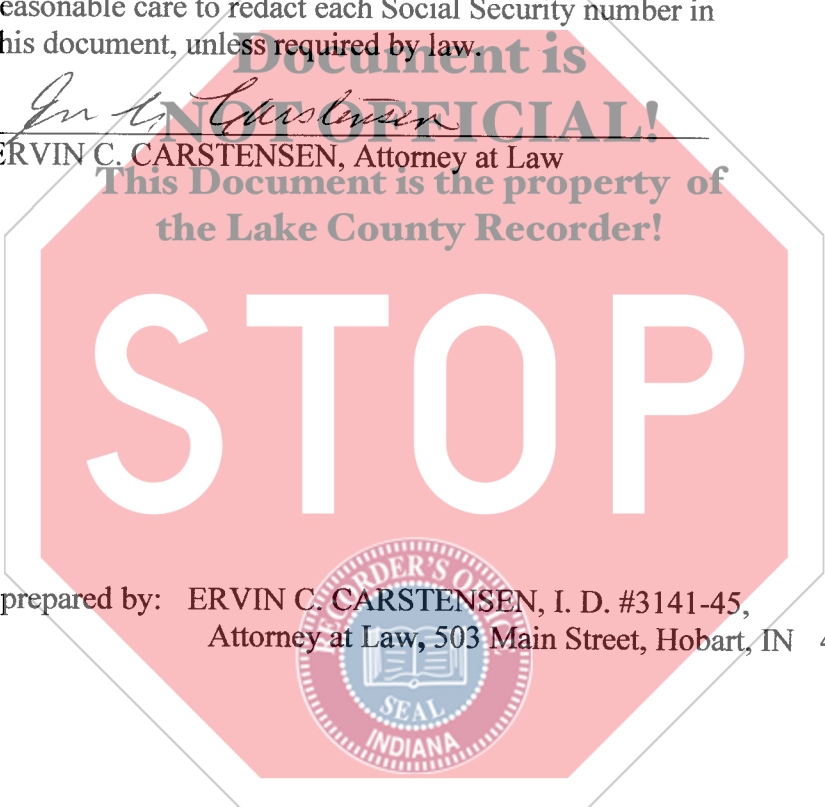 easonable care to redact each Social Security number in
his document, unless required by law.
Document is
NOT OFFICIAL!
ERVIN C. CARSTENSEN, Attorney at Law
This Document is the property of
the Lake County Recorder!
STOP
prepared by: ERVIN C. CARSTENSEN, I. D. #3141-45,
Attorney at Law, 503 Main Street, Hobart, IN 4
RECORDER'S OFFICE
SEAL
INDIANA